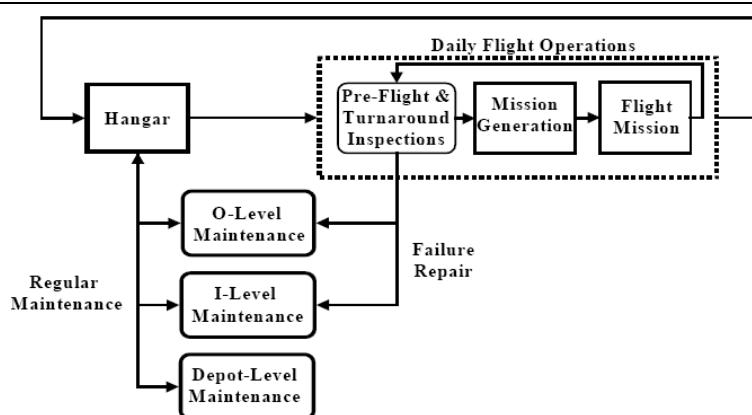 Daily Flight Operations
Hangar
Pre-Flight &
Turnaround
Inspections
Mission
Generation
Flight
Mission
O-Level
Maintenance
Failure
Repair
Regular
Maintenance
I-Level
Maintenance
Depot-Level
Maintenance